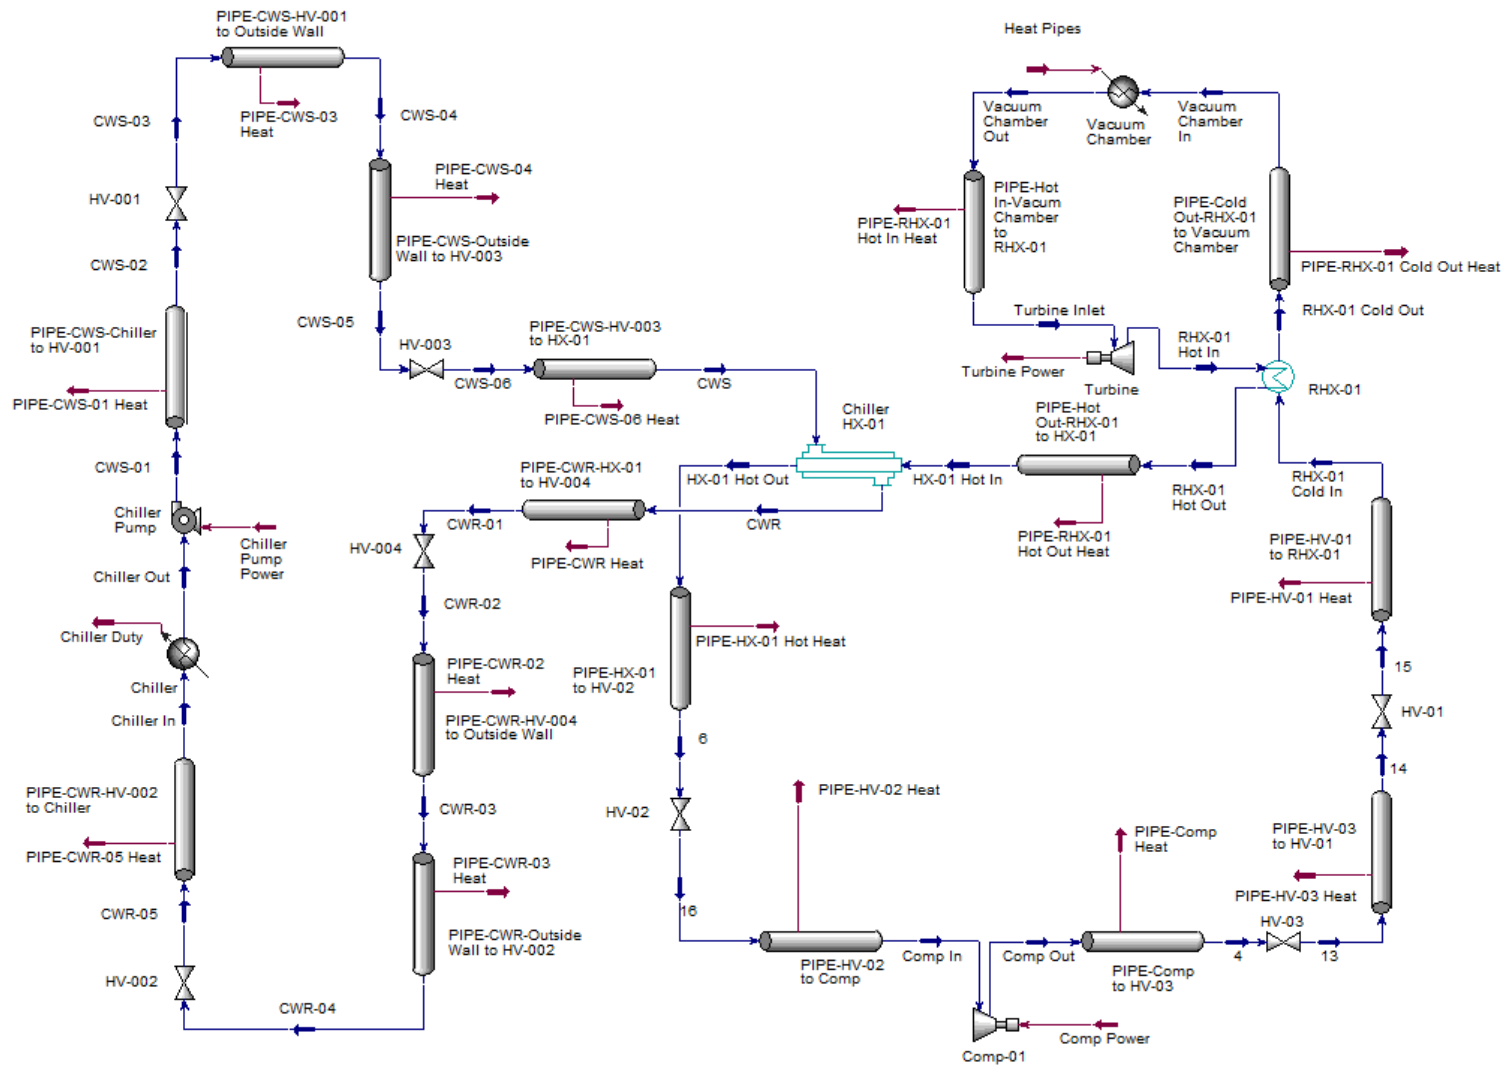 PIPE-CWS-HV-001
to Outside Wall
PIPE-CWS-03
Heat
CWS-03
CWS-04
HV-001
PIPE-CWS-04
Heat
PIPE-CWS-Outside
Wall to HV-003
CWS-02
CWS-05
PIPE-CWS-Chiller
to HV-001
PIPE-CWS-01 Heat
HV-003
CWS-06
PIPE-CWS-HV-003
to HX-01
PIPE-CWS-06 Heat
CWS
CWS-01
Chiller
Pump
Chiller
Pump
Power
Chiller Out
Chiller Duty
Chiller
Chiller In
PIPE-CWR-HV-002
to Chiller
PIPE-CWR-05 Heat
CWR-05
HV-002
CWR-04
Chiller
HX-01
HX-01 Hot Out
HX-01 Hot In
PIPE-CWR-HX-01
to HV-004
CWR-01
CWR
PIPE-CWR Heat
HV-004
CWR-02
PIPE-CWR-02
Heat
PIPE-CWR-HV-004
to Outside Wall
CWR-03
PIPE-CWR-03
Heat
PIPE-CWR-Outside
Wall to HV-002
PIPE-HX-01 Hot Heat
PIPE-HX-01
to HV-02
6
HV-02
16
PIPE-HV-02 Heat
PIPE-HV-02
to Comp
Comp In
Comp-01
Comp Power
Comp Out
PIPE-Comp
Heat
PIPE-Comp
to HV-03
4
HV-03
13
PIPE-HV-03
to HV-01
PIPE-HV-03 Heat
14
HV-01
15
PIPE-HV-01
to RHX-01
PIPE-HV-01 Heat
RHX-01
Cold In
RHX-01
RHX-01
Hot Out
PIPE-Hot
Out-RHX-01
to HX-01
PIPE-RHX-01
Hot Out Heat
RHX-01
Hot In
RHX-01 Cold Out
Turbine Inlet
Turbine Power
Turbine
PIPE-RHX-01 Cold Out Heat
PIPE-Cold
Out-RHX-01
to Vacuum
Chamber
PIPE-Hot
In-Vacum
Chamber
to
RHX-01
PIPE-RHX-01
Hot In Heat
Vacuum
Chamber
Out
Vacuum
Chamber
Vacuum
Chamber
In
Heat Pipes